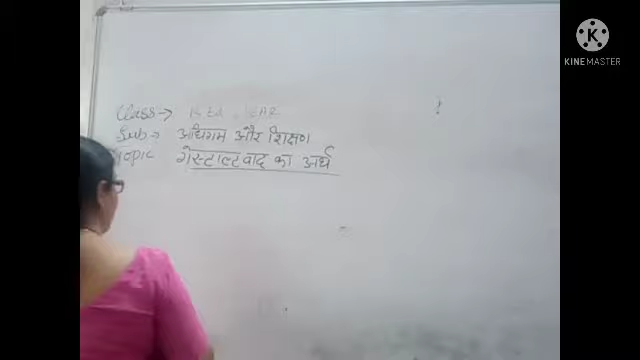 Class → B.Ed YEAR
Sub → अधिगम और शिक्षण
Topic गेस्टाल्टवाद का अर्थ
K
KINEMASTER